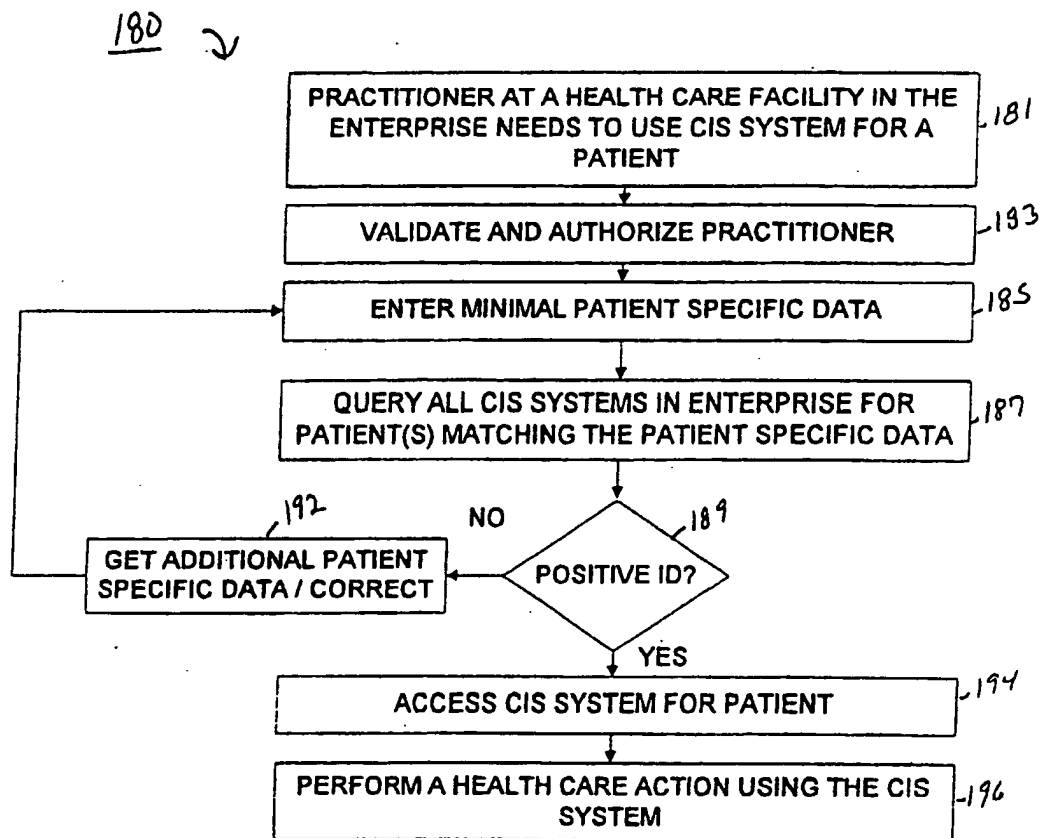 180
PRACTITIONER AT A HEALTH CARE FACILITY IN THE
ENTERPRISE NEEDS TO USE CIS SYSTEM FOR A
PATIENT
181
VALIDATE AND AUTHORIZE PRACTITIONER
183
ENTER MINIMAL PATIENT SPECIFIC DATA
185
QUERY ALL CIS SYSTEMS IN ENTERPRISE FOR
PATIENT(S) MATCHING THE PATIENT SPECIFIC DATA
187
192
NO
189
GET ADDITIONAL PATIENT
SPECIFIC DATA / CORRECT
POSITIVE ID?
YES
ACCESS CIS SYSTEM FOR PATIENT
194
PERFORM A HEALTH CARE ACTION USING THE CIS
SYSTEM
196